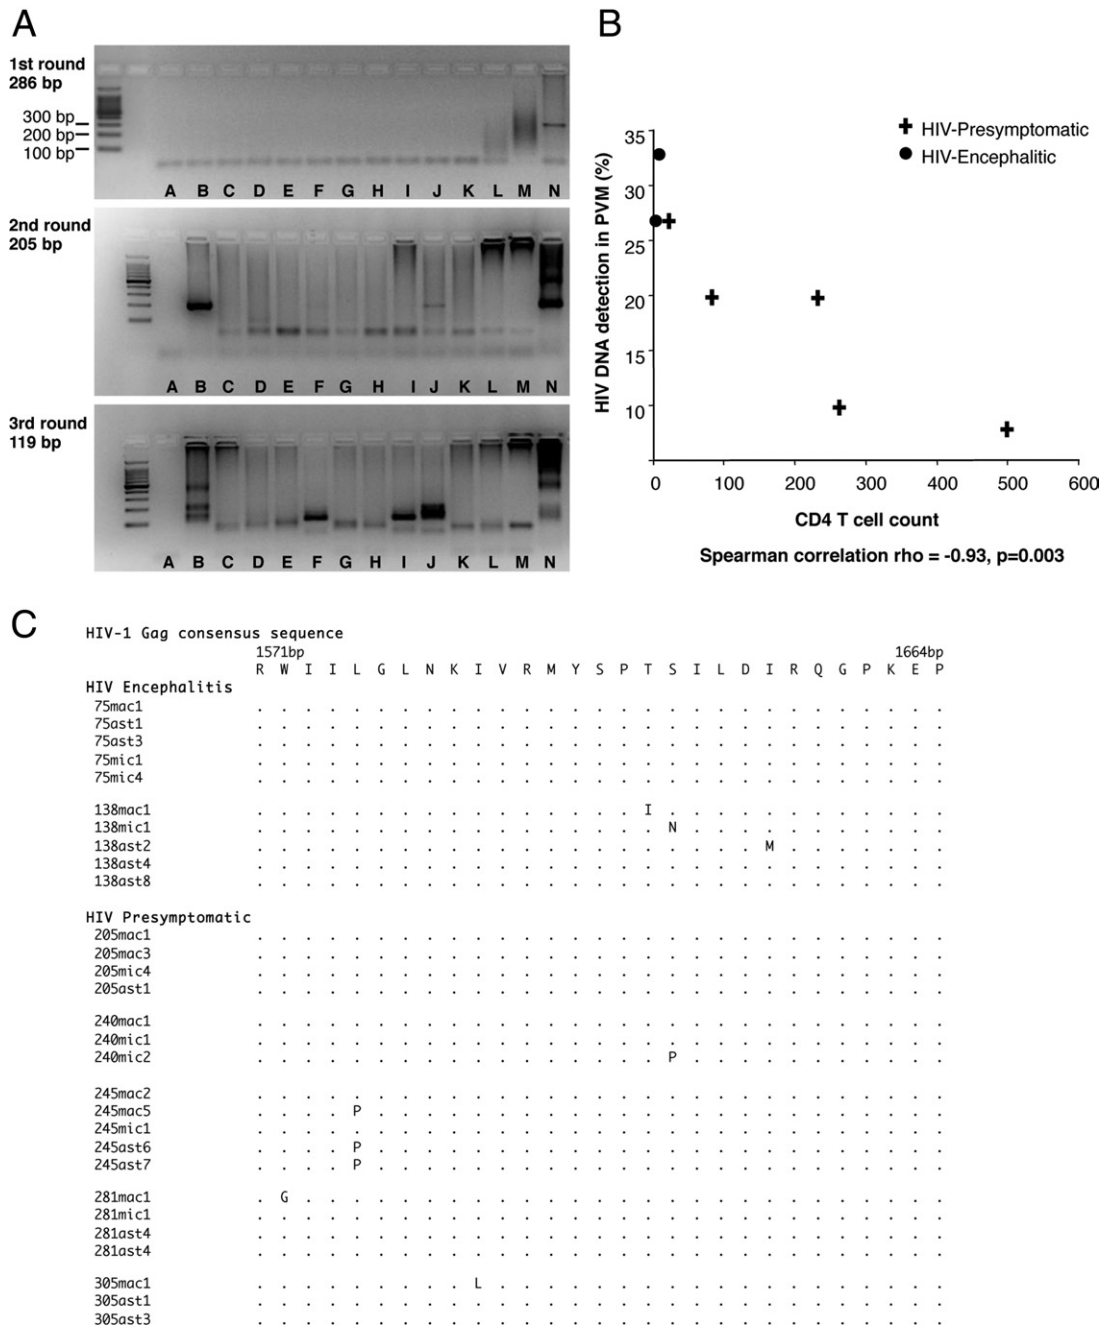 A
1st round
286 bp
300 bp
200 bp
100 bp
A B C D E F G H I J K L M N
2nd round
205 bp
A B C D E F G H I J K L M N
3rd round
119 bp
A B C D E F G H I J K L M N
B
HIV-Presymptomatic
HIV-Encephalitic
HIV DNA detection in PVM (%)
35
30
25
20
15
10
0 100 200 300 400 500 600
CD4 T cell count
Spearman correlation rho = -0.93, p=0.003
C
HIV-1 Gag consensus sequence
1571bp 1664bp
R W I I L G L N K I V R M Y S P T S I L D I R Q G P K E P
HIV Encephalitis
75mac1 . . . . . . . . . . . . . . . . . . . . . . . . . . . . .
75ast1 . . . . . . . . . . . . . . . . . . . . . . . . . . . . .
75ast3 . . . . . . . . . . . . . . . . . . . . . . . . . . . . .
75mic1 . . . . . . . . . . . . . . . . . . . . . . . . . . . . .
75mic4 . . . . . . . . . . . . . . . . . . . . . . . . . . . . .
138mac1 . . . . . . . . . . . . . . . . I . . . . . . . . . . . .
138mic1 . . . . . . . . . . . . . . . . . N . . . . . . . . . . .
138ast2 . . . . . . . . . . . . . . . . . . . . . M . . . . . . .
138ast4 . . . . . . . . . . . . . . . . . . . . . . . . . . . . .
138ast8 . . . . . . . . . . . . . . . . . . . . . . . . . . . . .
HIV Presymptomatic
205mac1 . . . . . . . . . . . . . . . . . . . . . . . . . . . . .
205mac3 . . . . . . . . . . . . . . . . . . . . . . . . . . . . .
205mic4 . . . . . . . . . . . . . . . . . . . . . . . . . . . . .
205ast1 . . . . . . . . . . . . . . . . . . . . . . . . . . . . .
240mac1 . . . . . . . . . . . . . . . . . . . . . . . . . . . . .
240mic1 . . . . . . . . . . . . . . . . . . . . . . . . . . . . .
240mic2 . . . . . . . . . . . . . . . . . P . . . . . . . . . . .
245mac2 . . . . . . . . . . . . . . . . . . . . . . . . . . . . .
245mac5 . . . . P . . . . . . . . . . . . . . . . . . . . . . . .
245mic1 . . . . . . . . . . . . . . . . . . . . . . . . . . . . .
245ast6 . . . . P . . . . . . . . . . . . . . . . . . . . . . . .
245ast7 . . . . P . . . . . . . . . . . . . . . . . . . . . . . .
281mac1 . G . . . . . . . . . . . . . . . . . . . . . . . . . . .
281mic1 . . . . . . . . . . . . . . . . . . . . . . . . . . . . .
281ast4 . . . . . . . . . . . . . . . . . . . . . . . . . . . . .
281ast4 . . . . . . . . . . . . . . . . . . . . . . . . . . . . .
305mac1 . . . . . . . . . L . . . . . . . . . . . . . . . . . . .
305ast1 . . . . . . . . . . . . . . . . . . . . . . . . . . . . .
305ast3 . . . . . . . . . . . . . . . . . . . . . . . . . . . . .